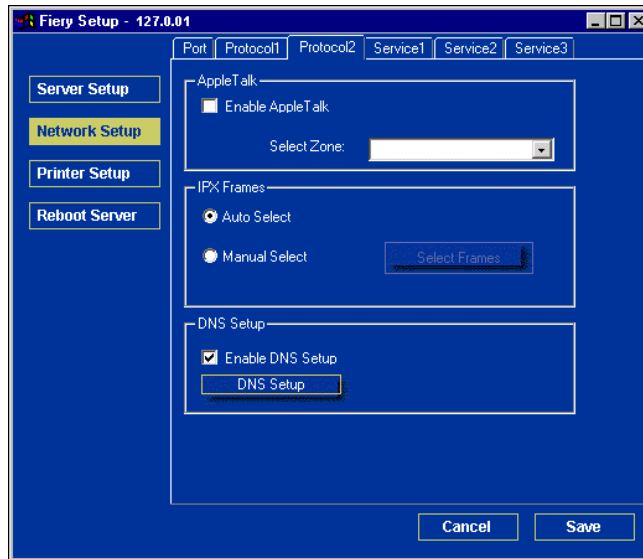 Fiery Setup - 127.0.01
Port Protocol1 Protocol2 Service1 Service2 Service3
Server Setup
Network Setup
Printer Setup
Reboot Server
AppleTalk
Enable AppleTalk
Select Zone:
IPX Frames
Auto Select
Manual Select
Select Frames
DNS Setup
Enable DNS Setup
DNS Setup
Cancel
Save